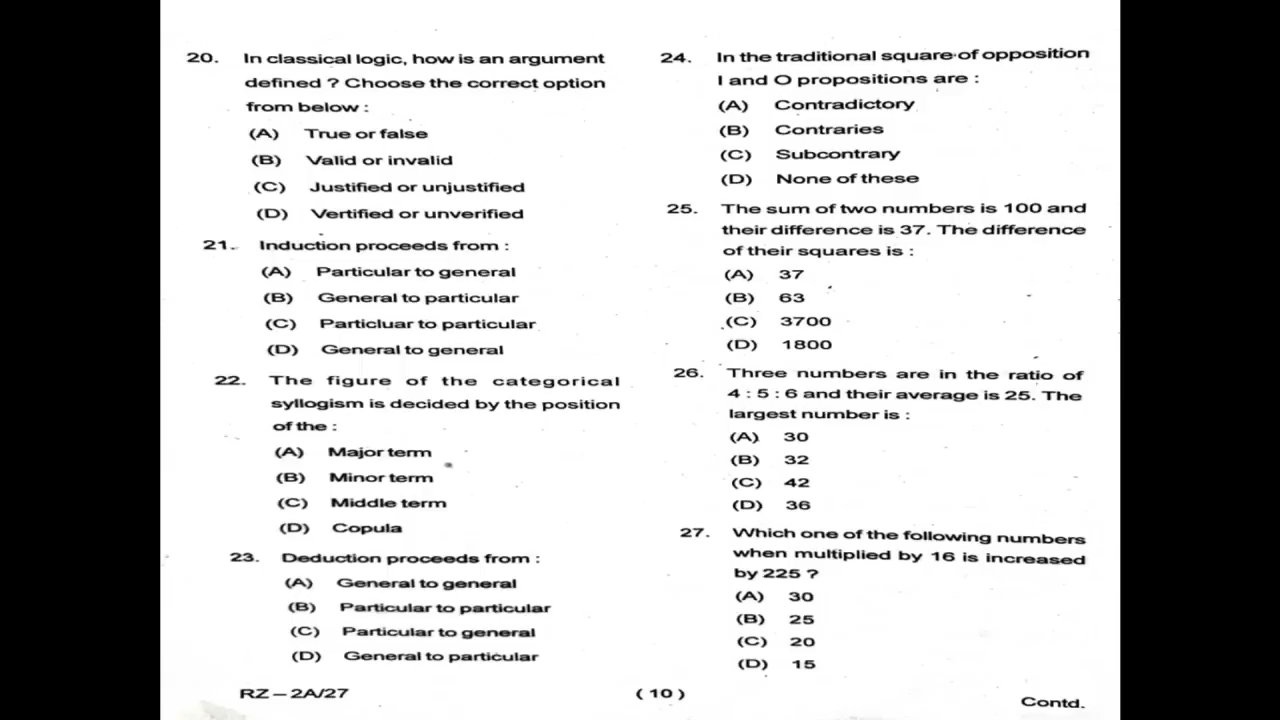 20. In classical logic, how is an argument
defined ? Choose the correct option
from below :
(A) True or false
(B) Valid or invalid
(C) Justified or unjustified
(D) Vertified or unverified
21. Induction proceeds from :
(A) Particular to general
(B) General to particular
(C) Particluar to particular
(D) General to general
22. The figure of the categorical
syllogism is decided by the position
of the :
(A) Major term
(B) Minor term
(C) Middle term
(D) Copula
23. Deduction proceeds from :
(A) General to general
(B) Particular to particular
(C) Particular to general
(D) General to particular
24. In the traditional square of opposition
I and O propositions are :
(A) Contradictory
(B) Contraries
(C) Subcontrary
(D) None of these
25. The sum of two numbers is 100 and
their difference is 37. The difference
of their squares is :
(A) 37
(B) 63
(C) 3700
(D) 1800
26. Three numbers are in the ratio of
4 : 5 : 6 and their average is 25. The
largest number is :
(A) 30
(B) 32
(C) 42
(D) 36
27. Which one of the following numbers
when multiplied by 16 is increased
by 225 ?
(A) 30
(B) 25
(C) 20
(D) 15
RZ – 2A/27
( 10 )
Contd.